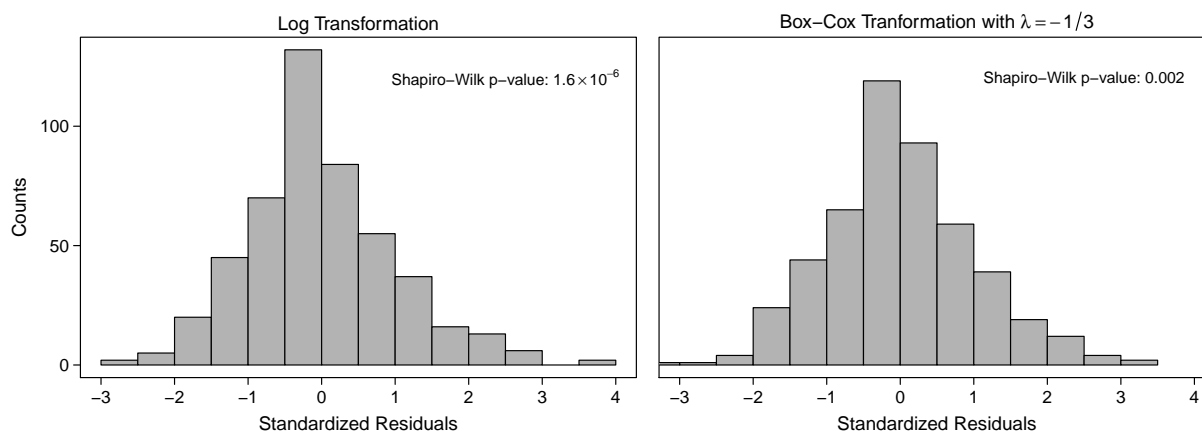 Log Transformation
Shapiro−Wilk p−value: 1.6×10⁻⁶
Counts
100
50
0
−3 −2 −1 0 1 2 3 4
Standardized Residuals
Box−Cox Tranformation with λ = −1/3
Shapiro−Wilk p−value: 0.002
−3 −2 −1 0 1 2 3 4
Standardized Residuals